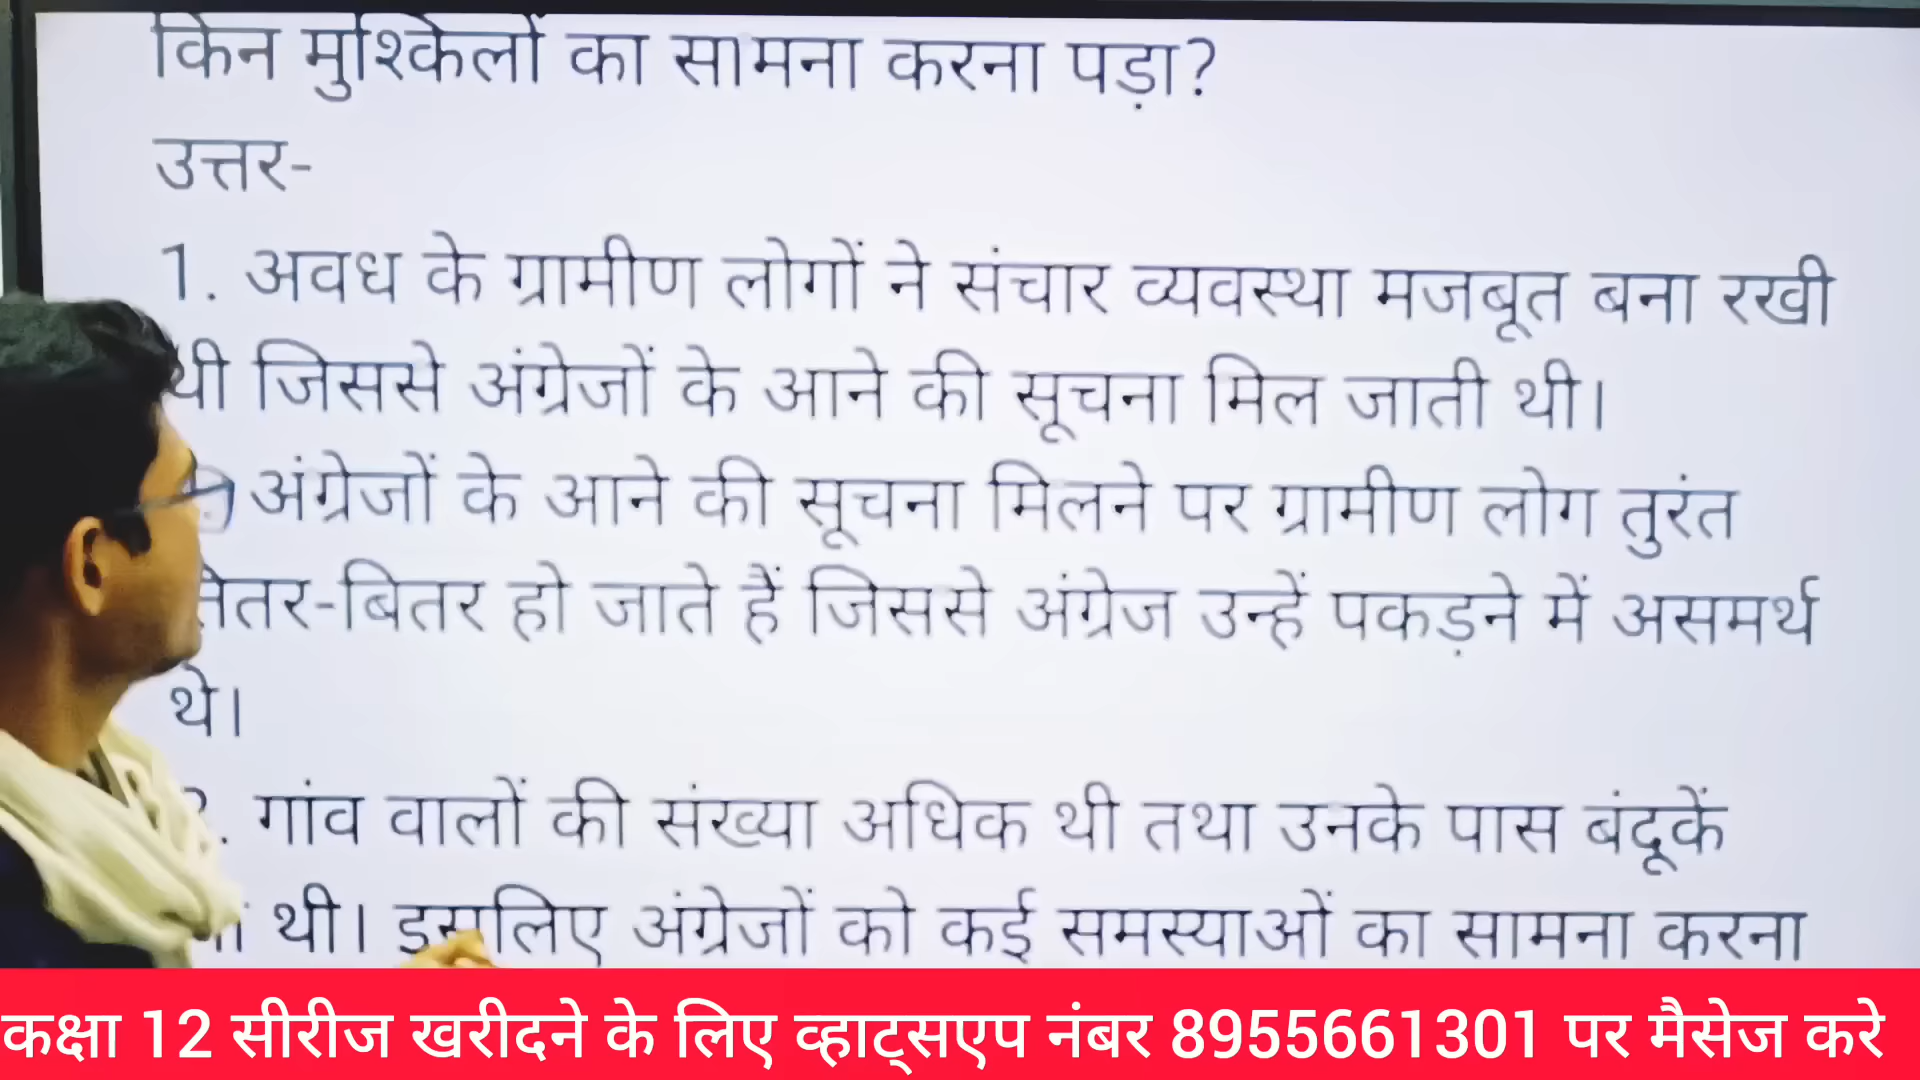 किन मुश्किलों का सामना करना पड़ा?
उत्तर-
1. अवध के ग्रामीण लोगों ने संचार व्यवस्था मजबूत बना रखी
थी जिससे अंग्रेजों के आने की सूचना मिल जाती थी।
अंग्रेजों के आने की सूचना मिलने पर ग्रामीण लोग तुरंत
तितर-बितर हो जाते हैं जिससे अंग्रेज उन्हें पकड़ने में असमर्थ
थे।
गांव वालों की संख्या अधिक थी तथा उनके पास बंदूकें
थी। इसलिए अंग्रेजों को कई समस्याओं का सामना करना
कक्षा 12 सीरीज खरीदने के लिए व्हाट्सएप नंबर 8955661301 पर मैसेज करे